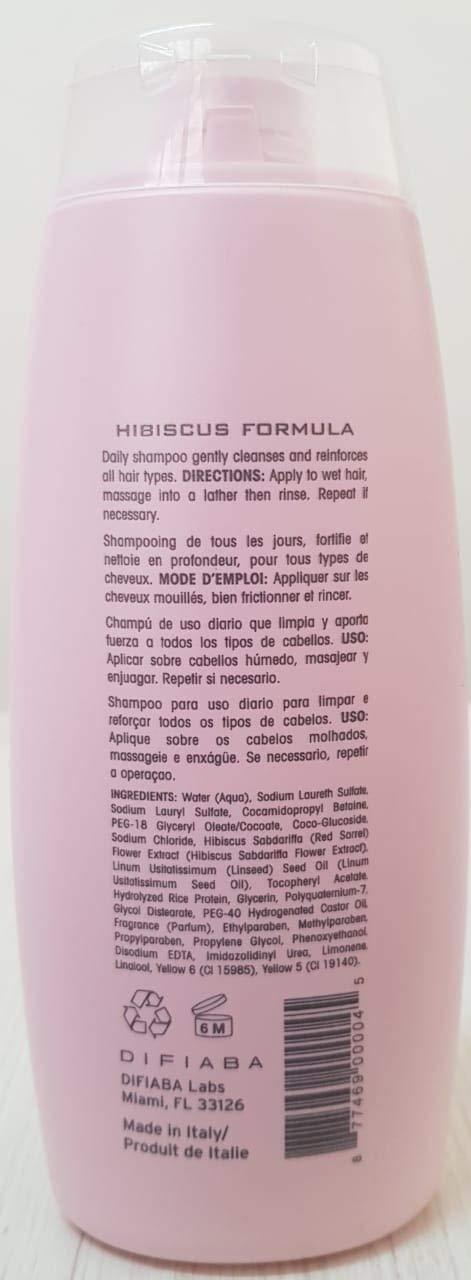 HIBISCUS FORMULA
Daily shampoo gently cleanses and reinforces
all hair types. DIRECTIONS: Apply to wet hair,
massage into a lather then rinse. Repeat if
necessary.
Shampooing de tous les jours, fortifie et
nettoie en profondeur, pour tous types de
cheveux. MODE D'EMPLOI: Appliquer sur les
cheveux mouillés, bien frictionner et rincer.
Champú de uso diario que limpia y aporta
fuerza a todos los tipos de cabellos. USO:
Aplicar sobre cabellos húmedo, masajear y
enjuagar. Repetir si necesario.
Shampoo para uso diario para limpar e
reforçar todos os tipos de cabelos. USO:
Aplique sobre os cabelos molhados,
massageie e enxágüe. Se necessario, repetir
a operaçao.
INGREDIENTS: Water (Aqua), Sodium Laureth Sulfate,
Sodium Lauryl Sulfate, Cocamidopropyl Betaine,
PEG-18 Glyceryl Oleate/Cocoate, Coco-Glucoside,
Sodium Chloride, Hibiscus Sabdariffa (Red Sorrel)
Flower Extract (Hibiscus Sabdariffa Flower Extract),
Linum Usitatissimum (Linseed) Seed Oil (Linum
Usitatissimum Seed Oil), Tocopheryl Acetate,
Hydrolyzed Rice Protein, Glycerin, Polyquaternium-7,
Glycol Distearate, PEG-40 Hydrogenated Castor Oil,
Fragrance (Parfum), Ethylparaben, Methylparaben,
Propylparaben, Propylene Glycol, Phenoxyethanol,
Disodium EDTA, Imidazolidinyl Urea, Limonene,
Linalool, Yellow 6 (CI 15985), Yellow 5 (CI 19140).
6 M
DIFIABA
DIFIABA Labs
Miami, FL 33126
Made in Italy/
Produit de Italie
8 77469 00004 5